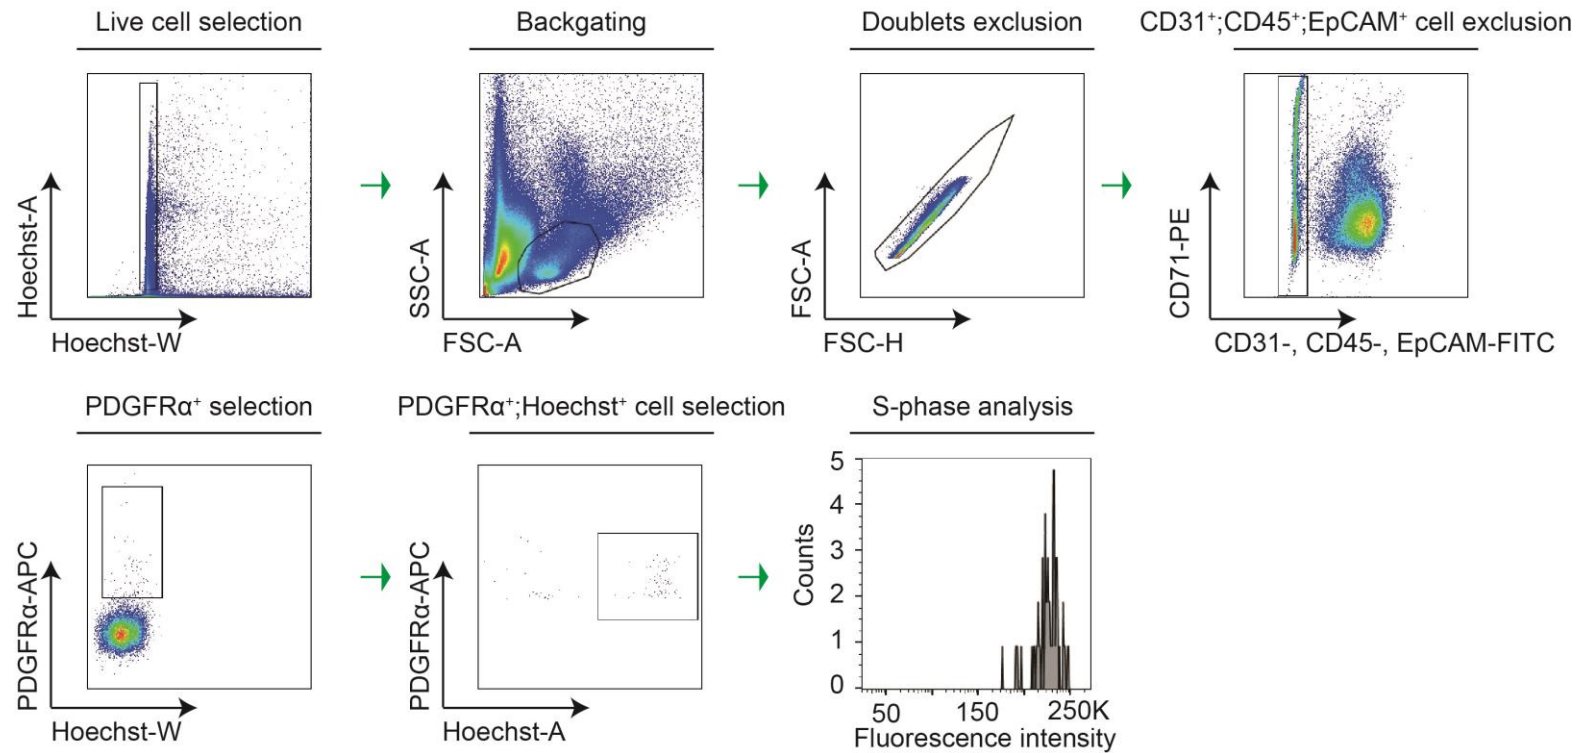 Live cell selection
Backgating
Doublets exclusion
CD31⁺;CD45⁺;EpCAM⁺ cell exclusion
Hoechst-A
Hoechst-W
SSC-A
FSC-A
FSC-A
FSC-H
CD71-PE
CD31-, CD45-, EpCAM-FITC
PDGFRα⁺ selection
PDGFRα⁺;Hoechst⁺ cell selection
S-phase analysis
PDGFRα-APC
Hoechst-W
PDGFRα-APC
Hoechst-A
Counts
5
4
3
2
1
0
50 150 250K
Fluorescence intensity